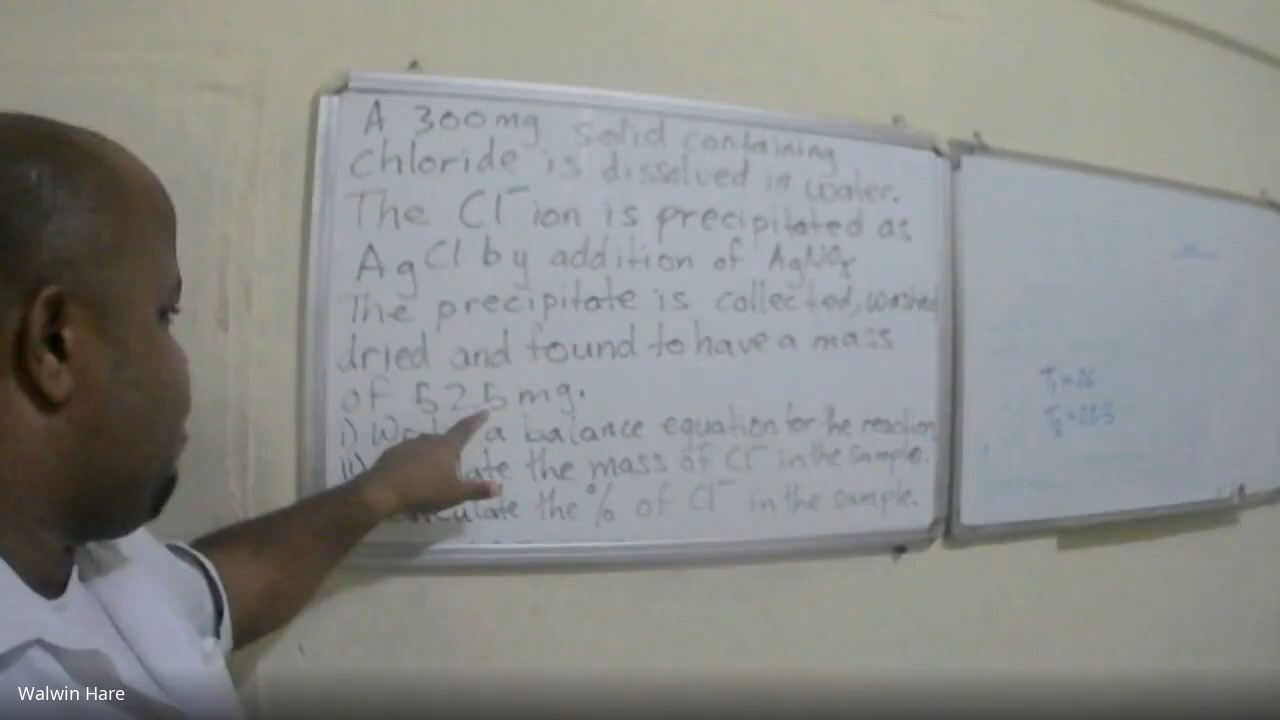 A 300mg solid containing
chloride is dissolved in water.
The Cl⁻ ion is precipitated as
AgCl by addition of AgNO₃
The precipitate is collected, washed
dried and found to have a mass
of 525mg.
i) a balance equation for the reaction
ii) the mass of Cl⁻ in the sample.
the % of Cl⁻ in the sample.
Walwin Hare